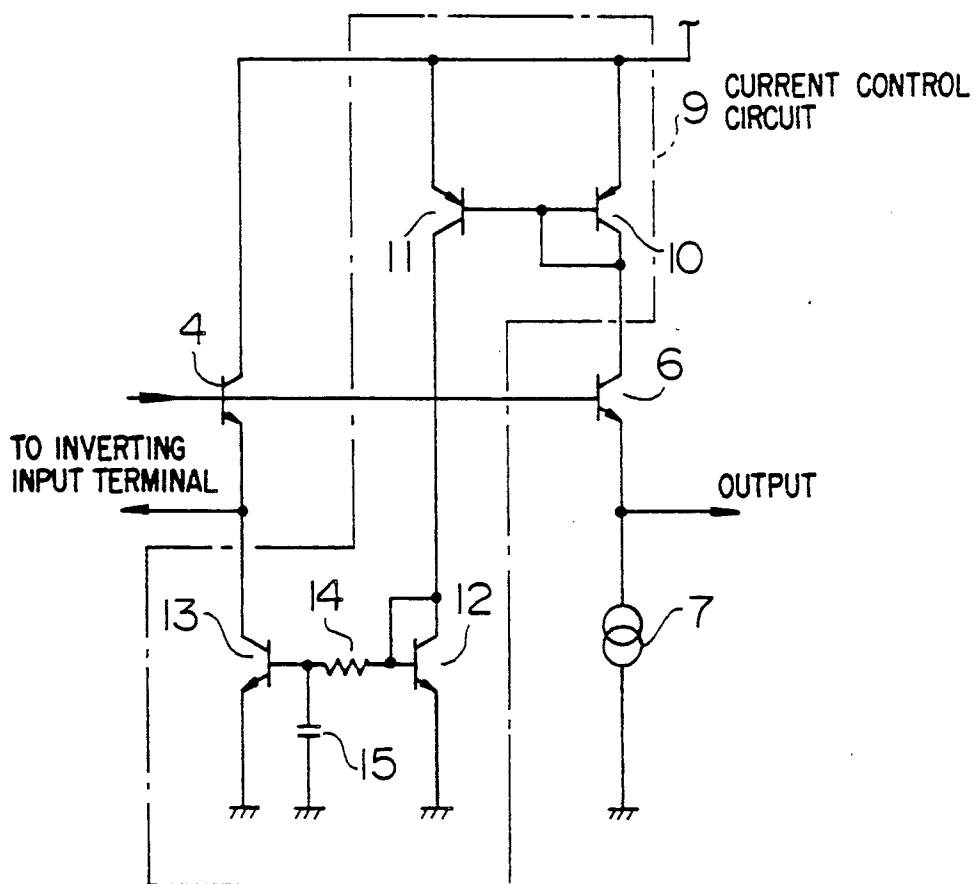 9 CURRENT CONTROL
CIRCUIT
11
10
4
6
TO INVERTING
INPUT TERMINAL
OUTPUT
13
14
12
7
15